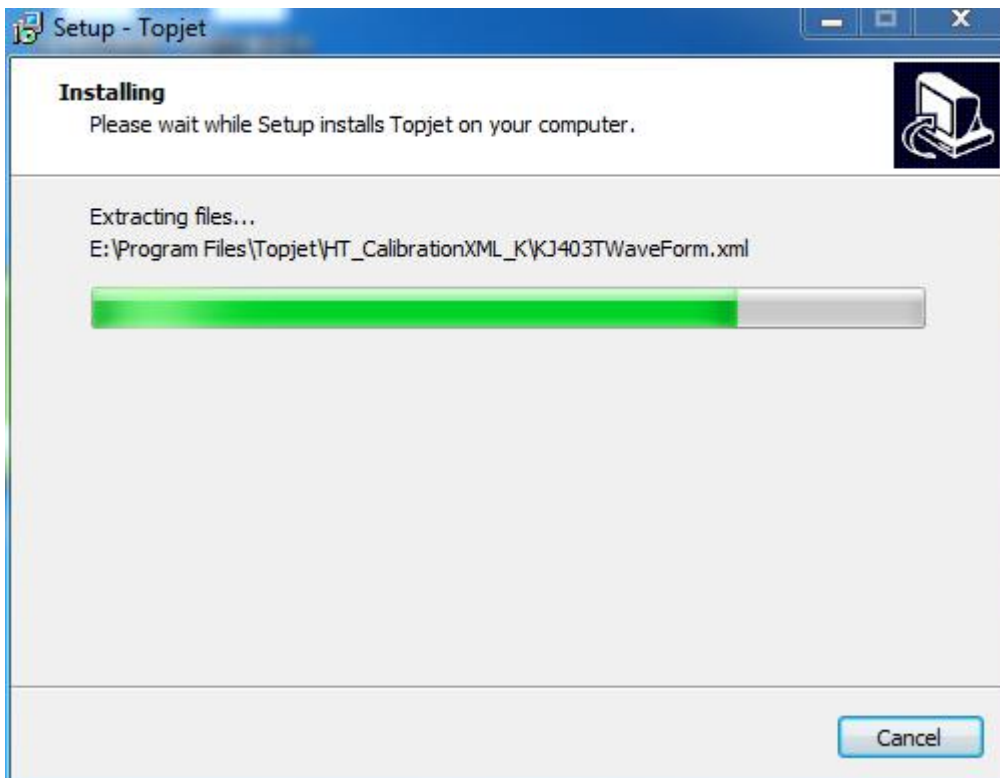 Setup - Topjet
Installing
Please wait while Setup installs Topjet on your computer.
Extracting files...
E:\Program Files\Topjet\HT_CalibrationXML_K\KJ403TWaveForm.xml
Cancel